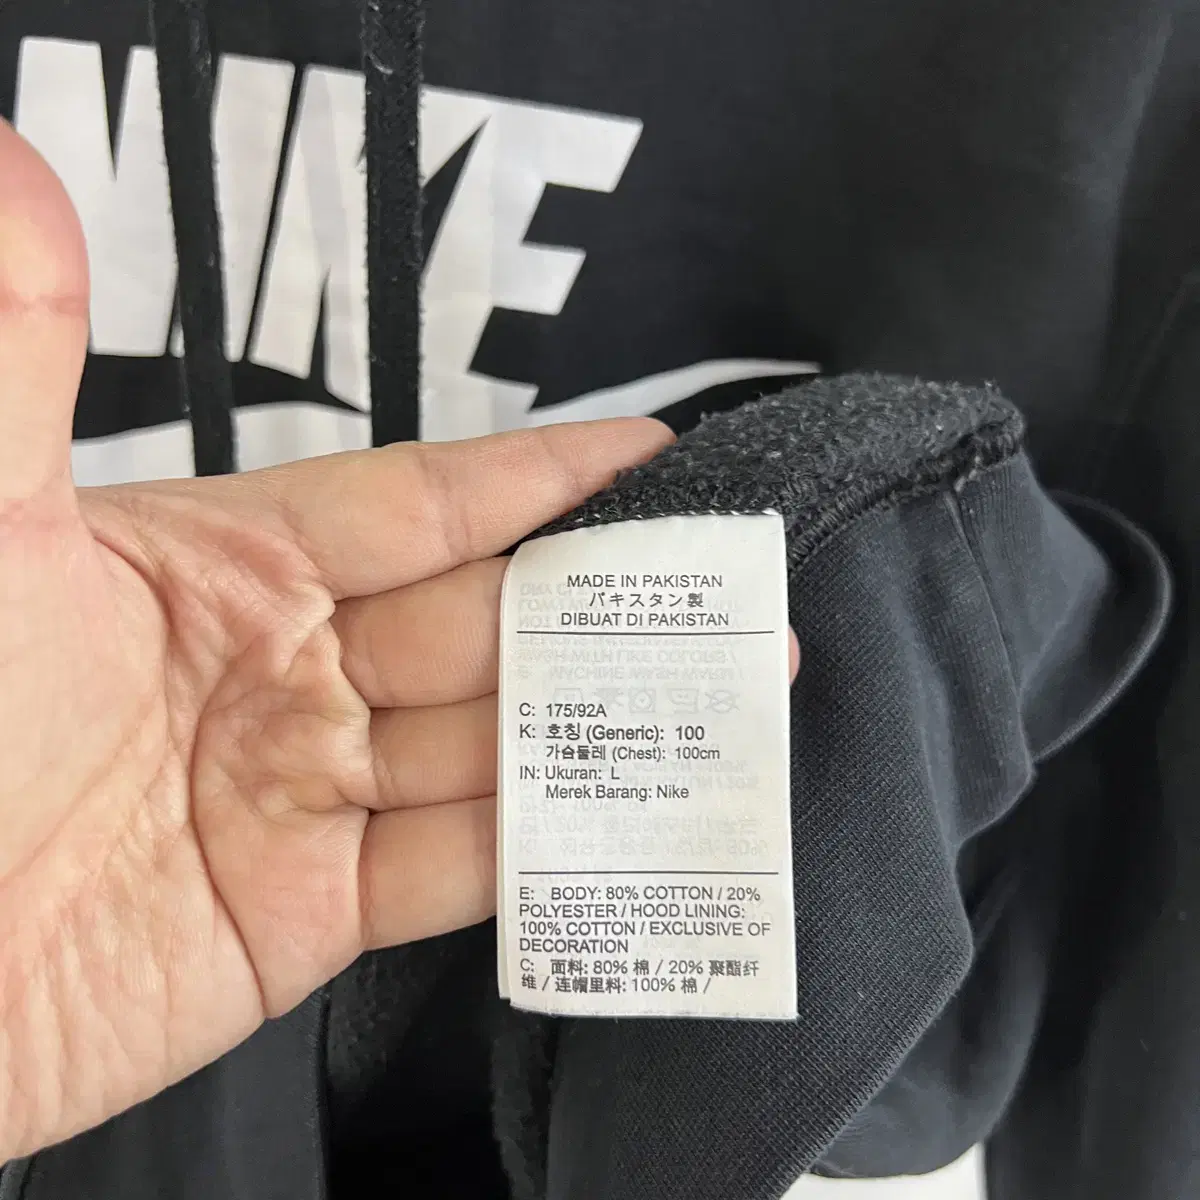 NIKE
MADE IN PAKISTAN
パキスタン製
DIBUAT DI PAKISTAN
C: 175/92A
K: 호칭 (Generic): 100
가슴둘레 (Chest): 100cm
IN: Ukuran: L
Merek Barang: Nike
E: BODY: 80% COTTON / 20%
POLYESTER / HOOD LINING:
100% COTTON / EXCLUSIVE OF
DECORATION
C: 面料: 80% 棉 / 20% 聚酯纤
维 / 连帽里料: 100% 棉 /